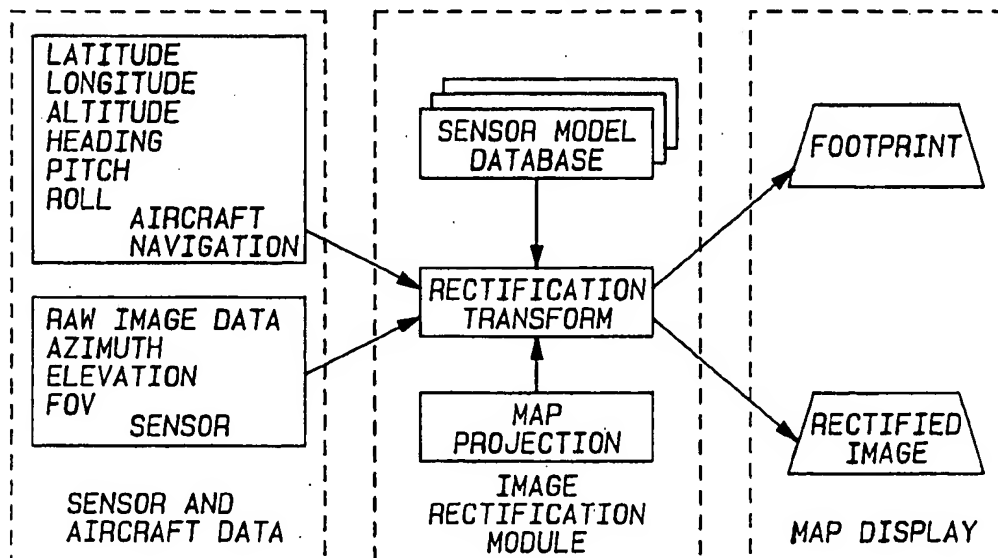 LATITUDE
LONGITUDE
ALTITUDE
HEADING
PITCH
ROLL
AIRCRAFT
NAVIGATION
RAW IMAGE DATA
AZIMUTH
ELEVATION
FOV
SENSOR
SENSOR AND
AIRCRAFT DATA
SENSOR MODEL
DATABASE
RECTIFICATION
TRANSFORM
MAP
PROJECTION
IMAGE
RECTIFICATION
MODULE
FOOTPRINT
RECTIFIED
IMAGE
MAP DISPLAY